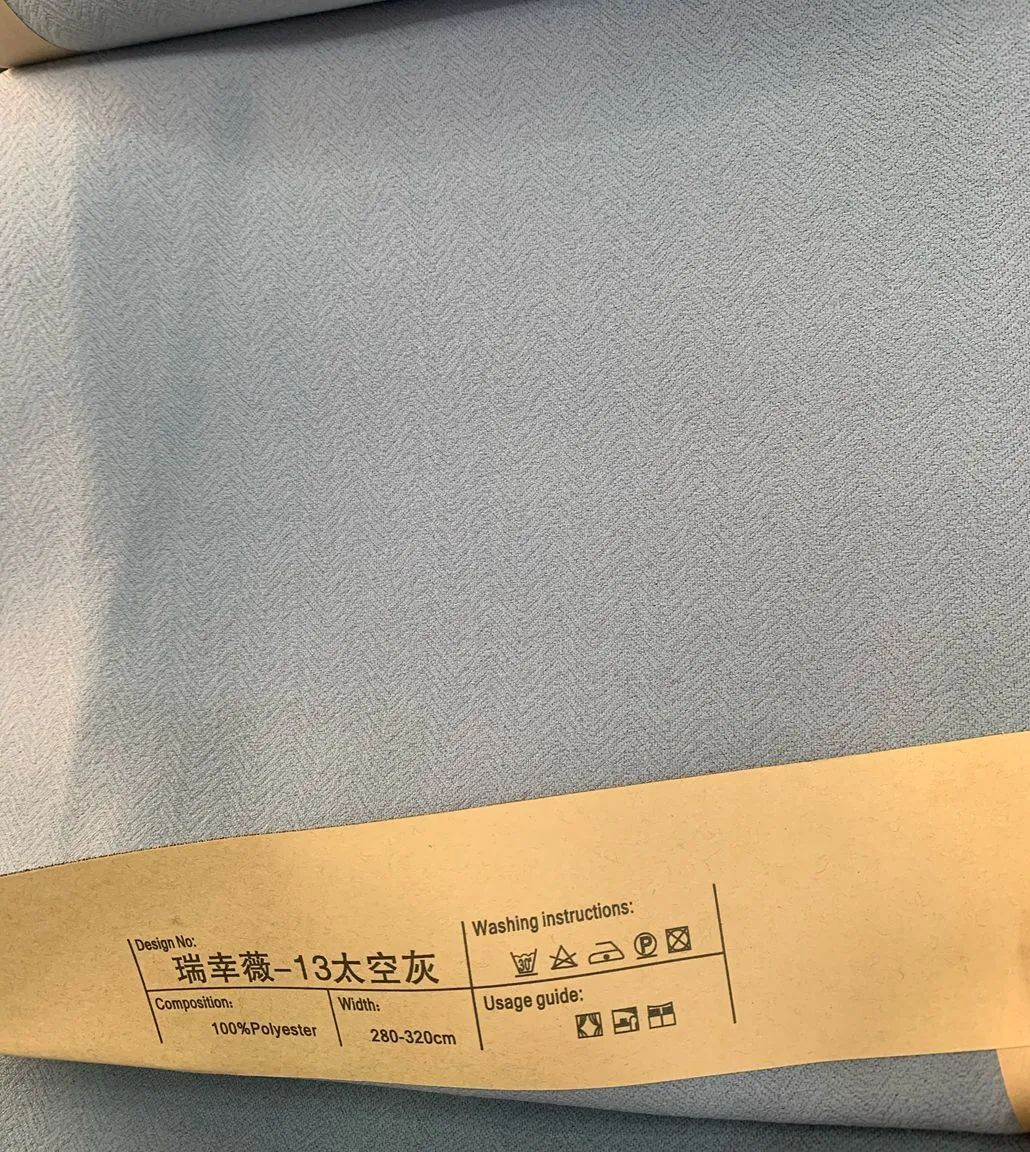 Design No:
瑞幸薇-13太空灰
Composition:
100%Polyester
Width:
280-320cm
Washing instructions:
30°
P
Usage guide: